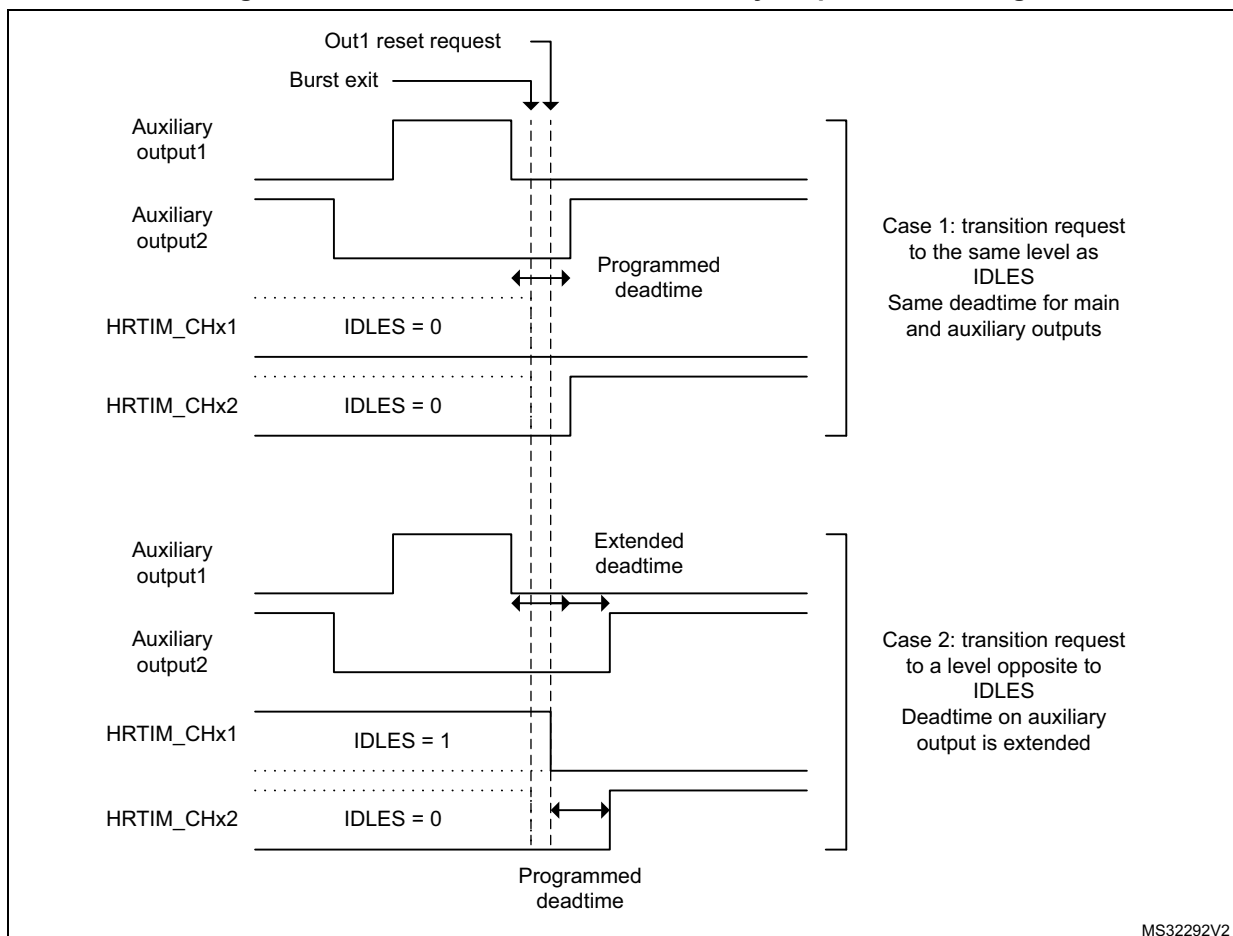 Out1 reset request
Burst exit
Auxiliary
output1
Auxiliary
output2
Programmed
deadtime
HRTIM_CHx1
IDLES = 0
HRTIM_CHx2
IDLES = 0
Case 1: transition request
to the same level as
IDLES
Same deadtime for main
and auxiliary outputs
Auxiliary
output1
Extended
deadtime
Auxiliary
output2
HRTIM_CHx1
IDLES = 1
HRTIM_CHx2
IDLES = 0
Programmed
deadtime
Case 2: transition request
to a level opposite to
IDLES
Deadtime on auxiliary
output is extended
MS32292V2